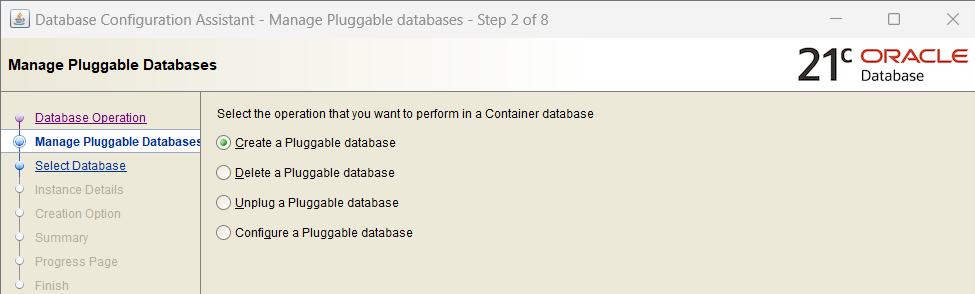 Database Configuration Assistant - Manage Pluggable databases - Step 2 of 8
Manage Pluggable Databases
21c ORACLE
Database
Database Operation
Manage Pluggable Databases
Select Database
Instance Details
Creation Option
Summary
Progress Page
Finish
Select the operation that you want to perform in a Container database
Create a Pluggable database
Delete a Pluggable database
Unplug a Pluggable database
Configure a Pluggable database